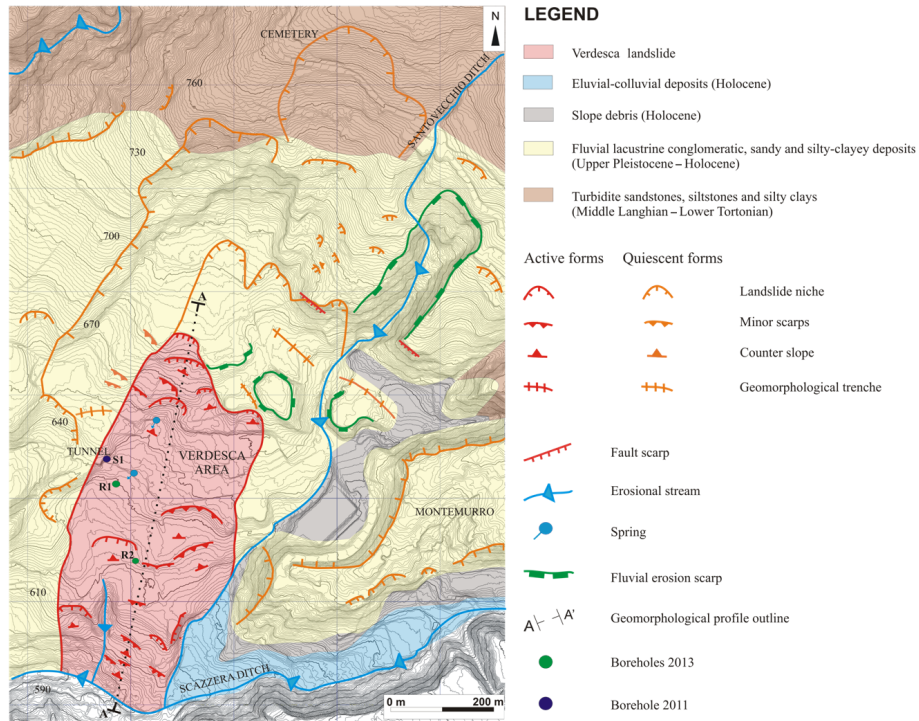 N
CEMETERY
760
SANTOVECCHIO DITCH
730
700
A
670
640
TUNNEL
S1
VERDESCA
AREA
R1
MONTEMURRO
R2
610
SCAZZERA DITCH
590
A'
0 m
200 m
LEGEND
Verdesca landslide
Eluvial-colluvial deposits (Holocene)
Slope debris (Holocene)
Fluvial lacustrine conglomeratic, sandy and silty-clayey deposits
(Upper Pleistocene – Holocene)
Turbidite sandstones, siltstones and silty clays
(Middle Langhian – Lower Tortonian)
Active forms
Quiescent forms
Landslide niche
Minor scarps
Counter slope
Geomorphological trenche
Fault scarp
Erosional stream
Spring
Fluvial erosion scarp
A A' Geomorphological profile outline
Boreholes 2013
Borehole 2011